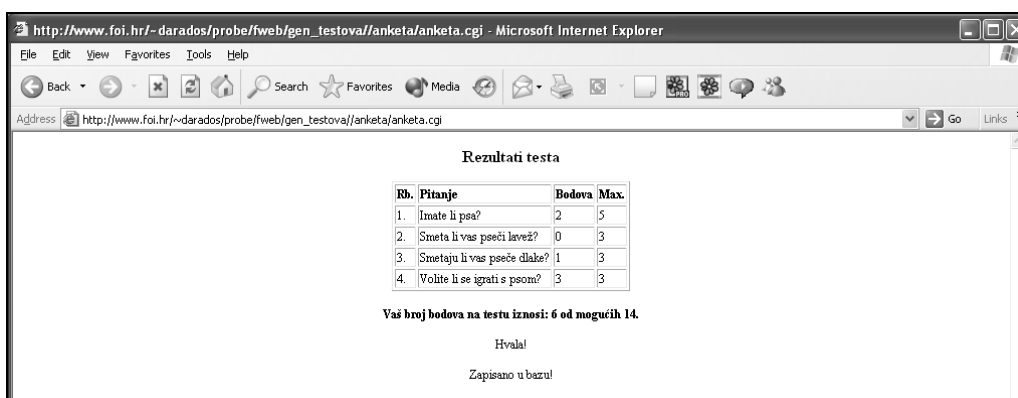 http://www.foi.hr/~darados/probe/fweb/gen_testova//anketa/anketa.cgi - Microsoft Internet Explorer
File Edit View Favorites Tools Help
Back Search Favorites Media PRO
Address http://www.foi.hr/~darados/probe/fweb/gen_testova//anketa/anketa.cgi Go Links
Rezultati testa
Rb. Pitanje Bodova Max.
1. Imate li psa? 2 5
2. Smeta li vas pseči lavež? 0 3
3. Smetaju li vas pseče dlake? 1 3
4. Volite li se igrati s psom? 3 3
Vaš broj bodova na testu iznosi: 6 od mogućih 14.
Hvala!
Zapisano u bazu!